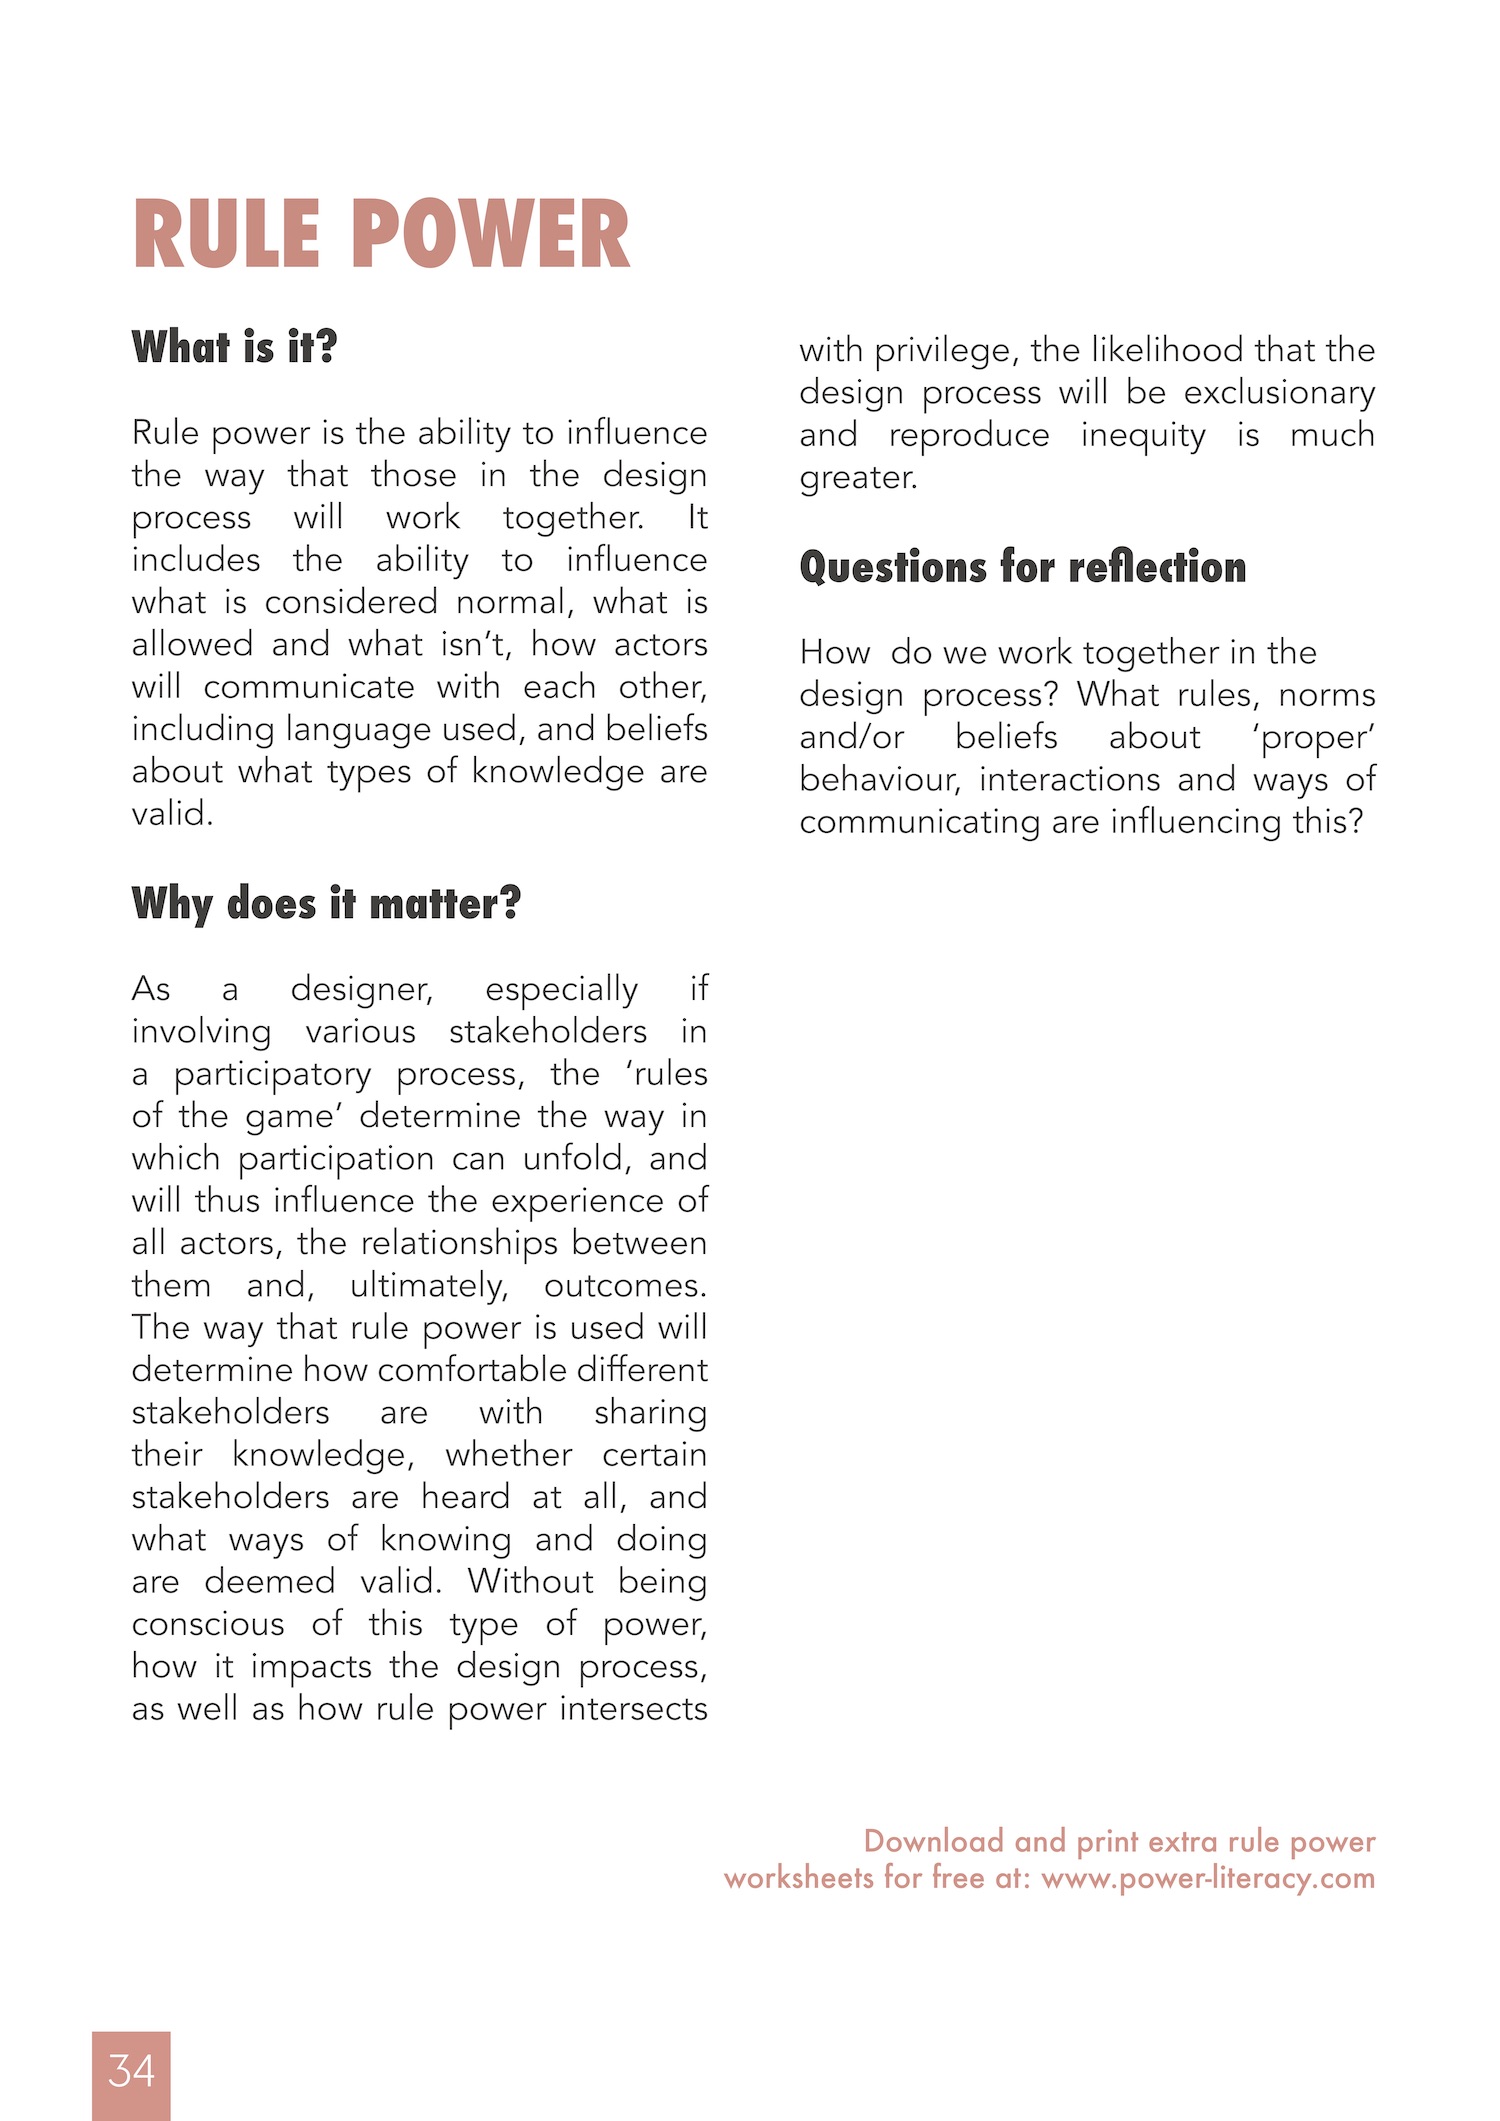 RULE POWER
What is it?
Rule power is the ability to influence
the way that those in the design
process will work together. It
includes the ability to influence
what is considered normal, what is
allowed and what isn’t, how actors
will communicate with each other,
including language used, and beliefs
about what types of knowledge are
valid.
Why does it matter?
As a designer, especially if
involving various stakeholders in
a participatory process, the ‘rules
of the game’ determine the way in
which participation can unfold, and
will thus influence the experience of
all actors, the relationships between
them and, ultimately, outcomes.
The way that rule power is used will
determine how comfortable different
stakeholders are with sharing
their knowledge, whether certain
stakeholders are heard at all, and
what ways of knowing and doing
are deemed valid. Without being
conscious of this type of power,
how it impacts the design process,
as well as how rule power intersects
with privilege, the likelihood that the
design process will be exclusionary
and reproduce inequity is much
greater.
Questions for reflection
How do we work together in the
design process? What rules, norms
and/or beliefs about ‘proper’
behaviour, interactions and ways of
communicating are influencing this?
Download and print extra rule power
worksheets for free at: www.power-literacy.com
34